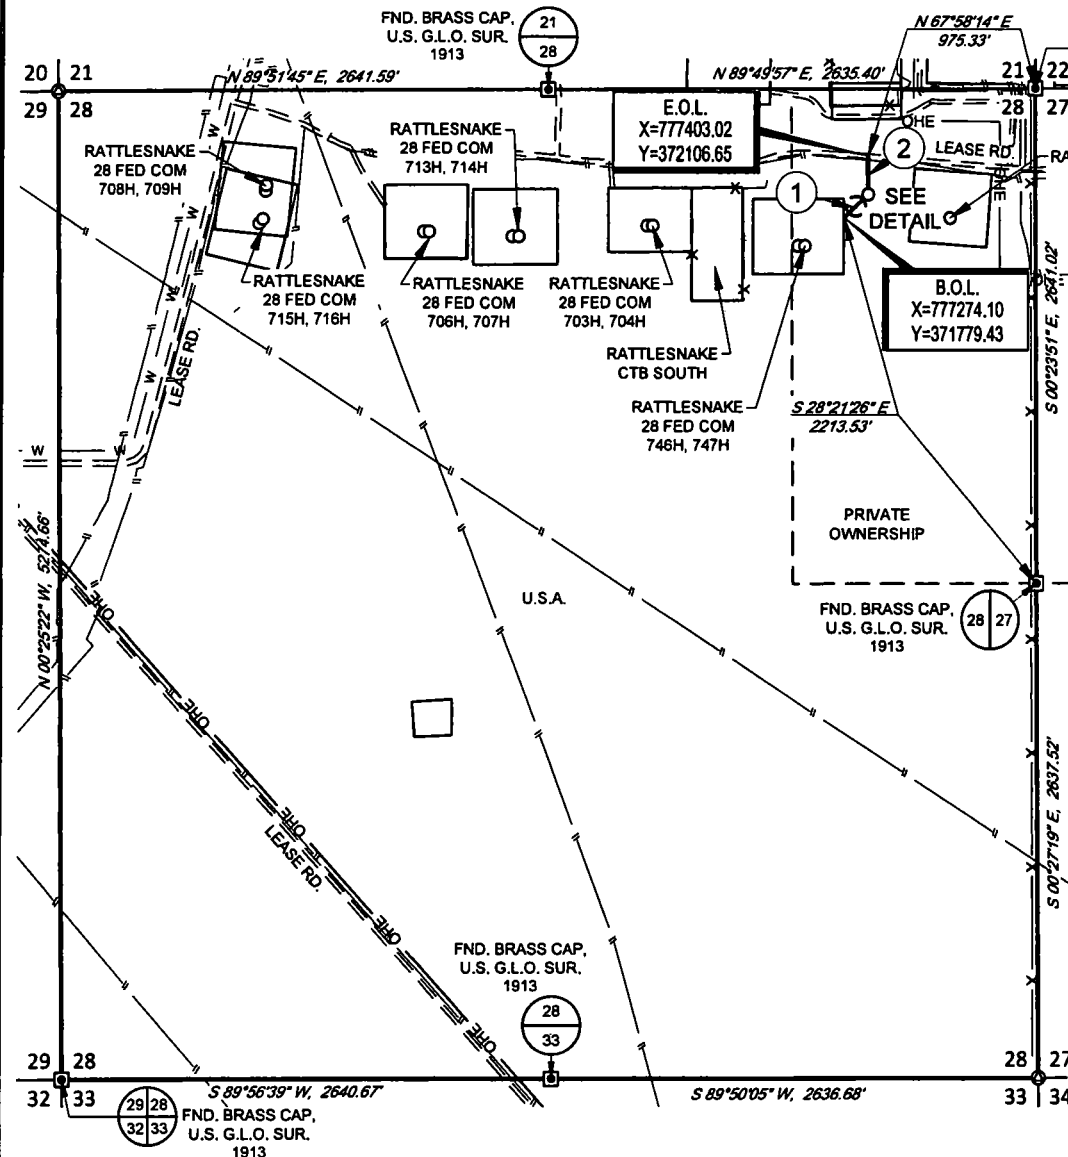 FND. BRASS CAP,
U.S. G.L.O. SUR.
1913
21
28
N 67°58'14" E
975.33'
20 21
29 28
N 89°51'45" E, 2641.59'
N 89°49'57" E, 2635.40'
21 22
28 27
E.O.L.
X=777403.02
Y=372106.65
OHE
LEASE RD.
2
1
SEE
DETAIL
OHE
RATTLESNAKE
28 FED COM
708H, 709H
RATTLESNAKE
28 FED COM
713H, 714H
W
W
W
W
W
RATTLESNAKE
28 FED COM
715H, 716H
RATTLESNAKE
28 FED COM
706H, 707H
RATTLESNAKE
28 FED COM
703H, 704H
RATTLESNAKE
CTB SOUTH
RATTLESNAKE
28 FED COM
746H, 747H
B.O.L.
X=777274.10
Y=371779.43
S 00°23'51" E, 2641.02'
LEASE RD.
S 28°21'26" E
2213.53'
W
W
PRIVATE
OWNERSHIP
N 00°25'22" W, 5274.66'
U.S.A.
FND. BRASS CAP,
U.S. G.L.O. SUR.
1913
28 27
OHE
OHE
OHE
LEASE RD.
OHE
OHE
S 00°27'19" E, 2637.52'
FND. BRASS CAP,
U.S. G.L.O. SUR.
1913
28
33
29 28
32 33
S 89°56'39" W, 2640.67'
S 89°50'05" W, 2636.68'
28 27
33 34
29 28
32 33
FND. BRASS CAP,
U.S. G.L.O. SUR.
1913